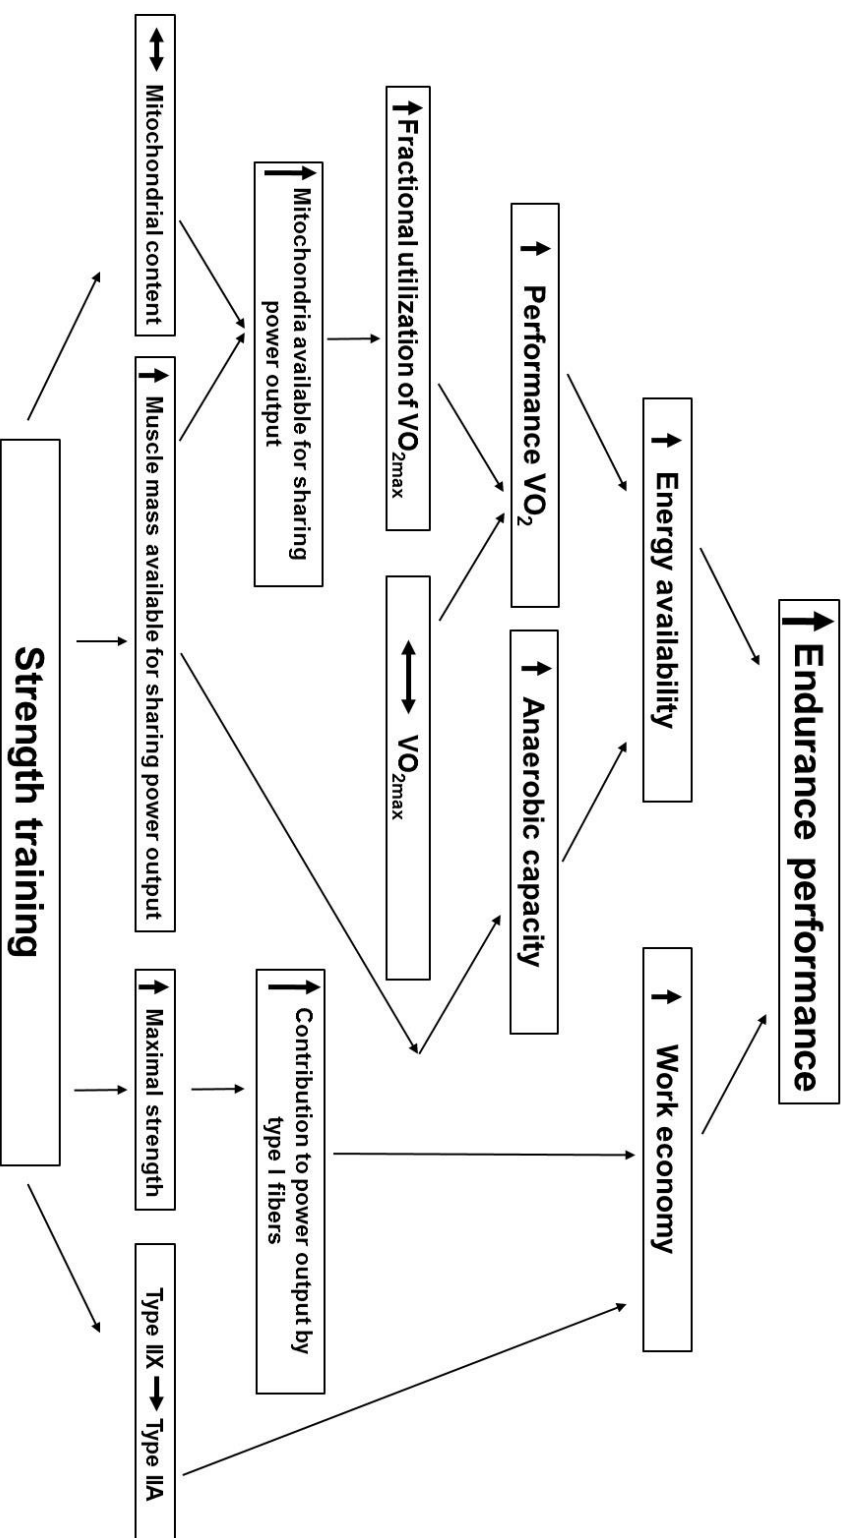 ↑ Endurance performance
↑ Energy availability
↑ Work economy
↑ Performance VO₂
↑ Anaerobic capacity
↑Fractional utilization of VO₂max
↔ VO₂max
↑ Mitochondria available for sharing
power output
↑ Contribution to power output by
type I fibers
↔ Mitochondrial content
↑ Muscle mass available for sharing power output
↑ Maximal strength
Type IIX → Type IIA
Strength training